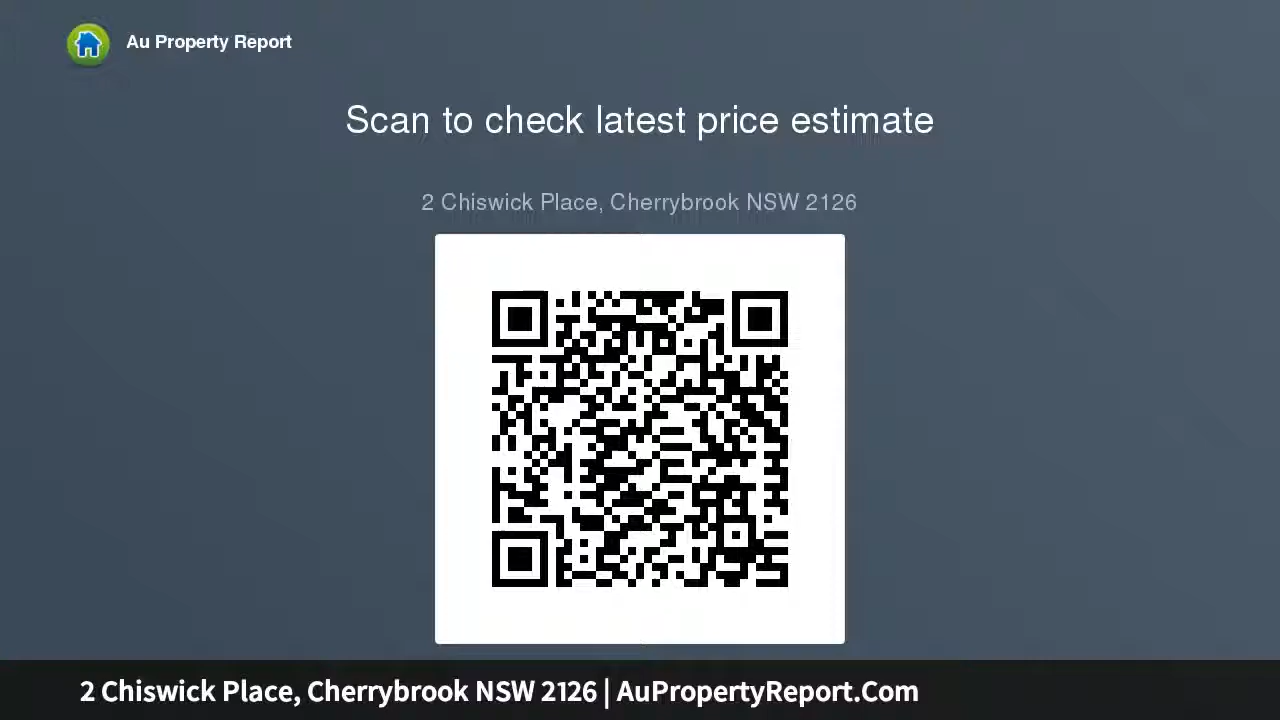 Au Property Report
Scan to check latest price estimate
2 Chiswick Place, Cherrybrook NSW 2126
2 Chiswick Place, Cherrybrook NSW 2126 | AuPropertyReport.Com